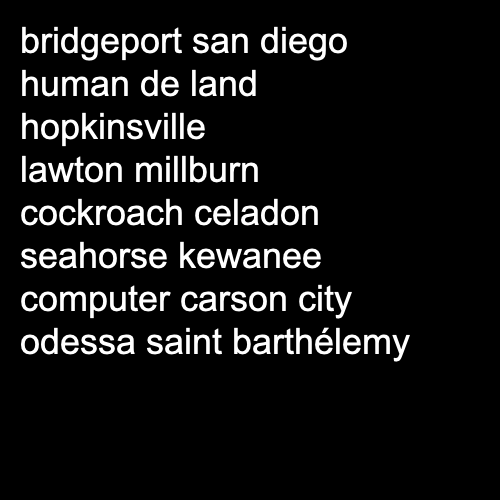 bridgeport san diego
human de land
hopkinsville
lawton millburn
cockroach celadon
seahorse kewanee
computer carson city
odessa saint barthélemy